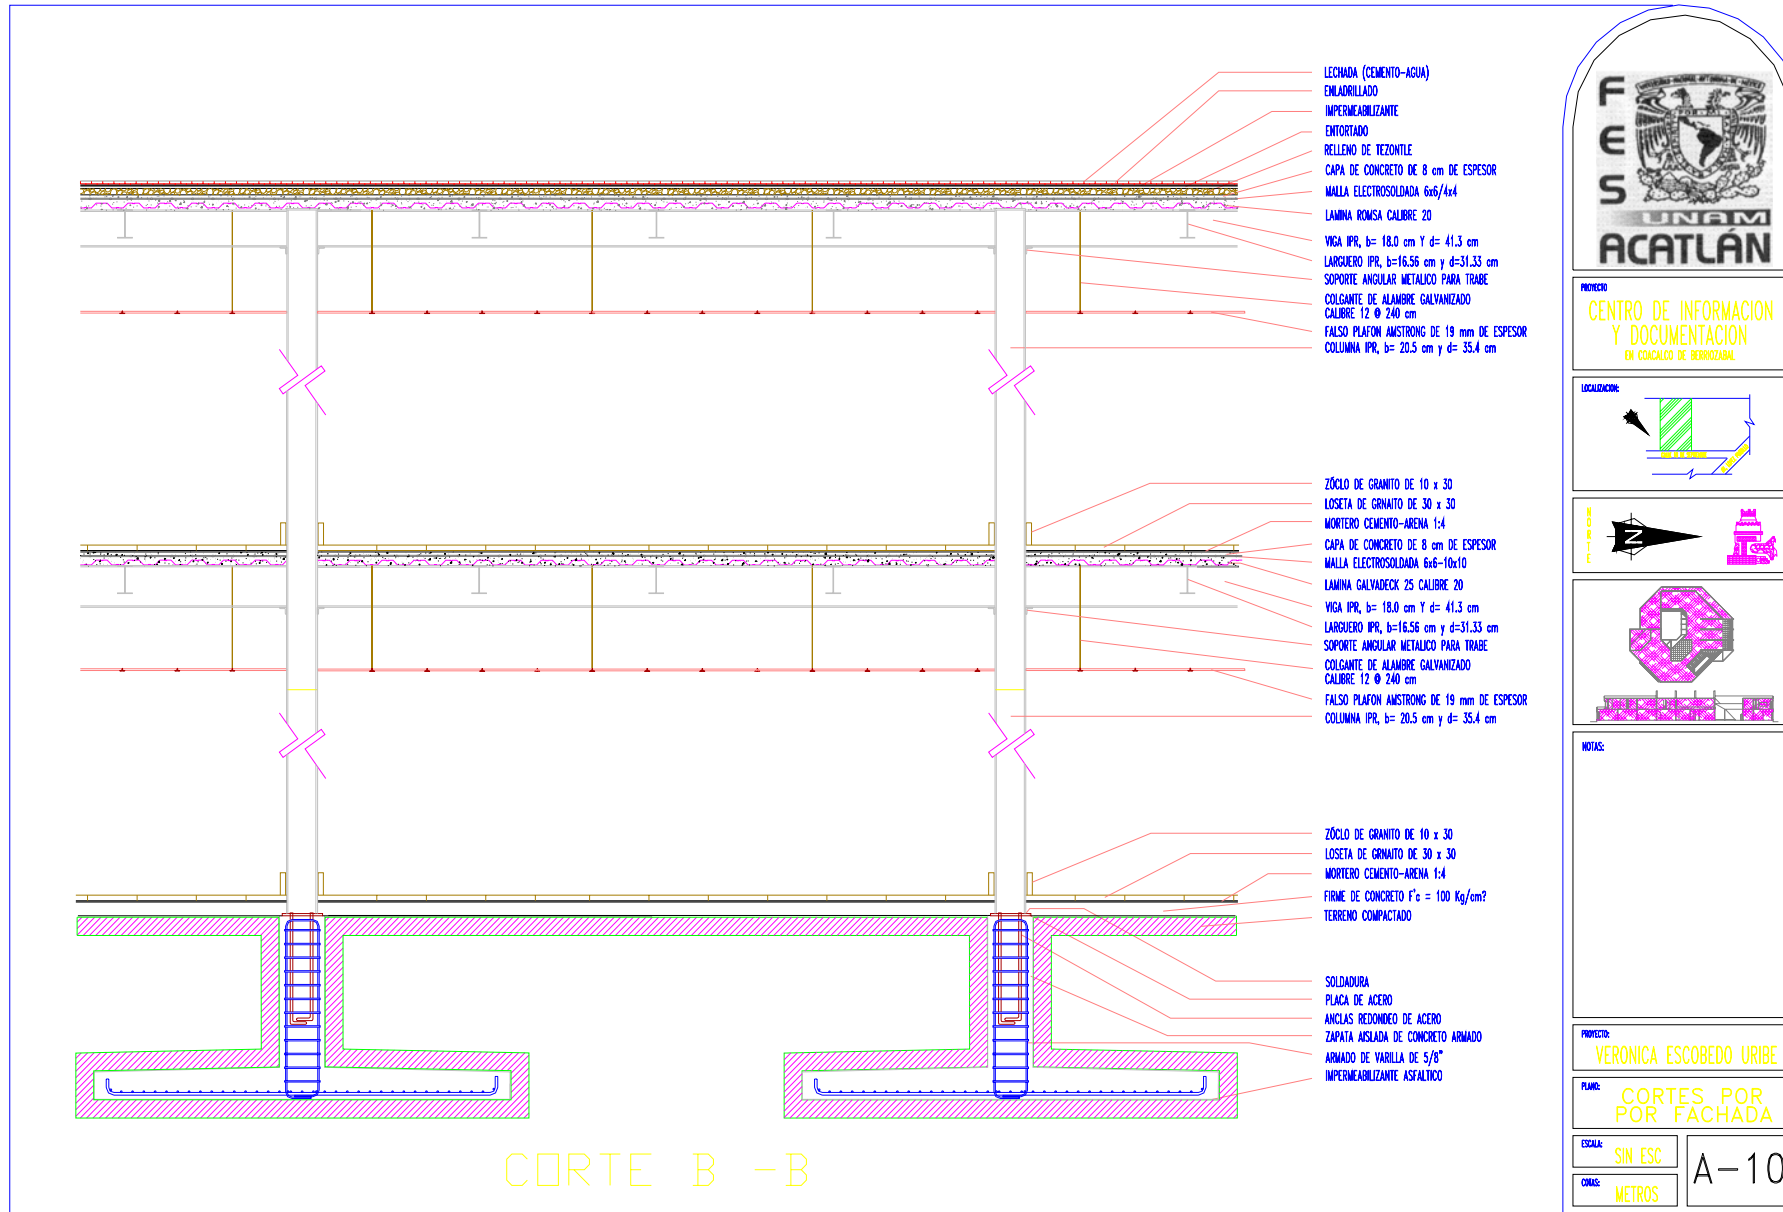 LECHADA (CEMENTO-AGUA)
ENLADRILLADO
IMPERMEABILIZANTE
ENTORTADO
RELLENO DE TEZONTLE
CAPA DE CONCRETO DE 8 cm DE ESPESOR
MALLA ELECTROSOLDADA 6x6/4x4
LAMINA ROMSA CALIBRE 20
VIGA IPR, b= 18.0 cm Y d= 41.3 cm
LARGUERO IPR, b=16.56 cm y d=31.33 cm
SOPORTE ANGULAR METALICO PARA TRABE
COLGANTE DE ALAMBRE GALVANIZADO
CALIBRE 12 @ 240 cm
FALSO PLAFON AMSTRONG DE 19 mm DE ESPESOR
COLUMNA IPR, b= 20.5 cm y d= 35.4 cm
ZÓCLO DE GRANITO DE 10 x 30
LOSETA DE GRNAITO DE 30 x 30
MORTERO CEMENTO-ARENA 1:4
CAPA DE CONCRETO DE 8 cm DE ESPESOR
MALLA ELECTROSOLDADA 6x6-10x10
LAMINA GALVADECK 25 CALIBRE 20
VIGA IPR, b= 18.0 cm Y d= 41.3 cm
LARGUERO IPR, b=16.56 cm y d=31.33 cm
SOPORTE ANGULAR METALICO PARA TRABE
COLGANTE DE ALAMBRE GALVANIZADO
CALIBRE 12 @ 240 cm
FALSO PLAFON AMSTRONG DE 19 mm DE ESPESOR
COLUMNA IPR, b= 20.5 cm y d= 35.4 cm
ZÓCLO DE GRANITO DE 10 x 30
LOSETA DE GRNAITO DE 30 x 30
MORTERO CEMENTO-ARENA 1:4
FIRME DE CONCRETO F'c = 100 Kg/cm?
TERRENO COMPACTADO
SOLDADURA
PLACA DE ACERO
ANCLAS REDONDEO DE ACERO
ZAPATA AISLADA DE CONCRETO ARMADO
ARMADO DE VARILLA DE 5/8"
IMPERMEABILIZANTE ASFALTICO
CORTE B -B
FES
UNAM
ACATLÁN
PROYECTO
CENTRO DE INFORMACION
Y DOCUMENTACION
EN COACALCO DE BERRIOZABAL
LOCALIZACION:
NORTE
N
NOTAS:
PROYECTO:
VERONICA ESCOBEDO URIBE
PLANO:
CORTES POR
POR FACHADA
ESCALA:
SIN ESC
COTAS:
METROS
A-10